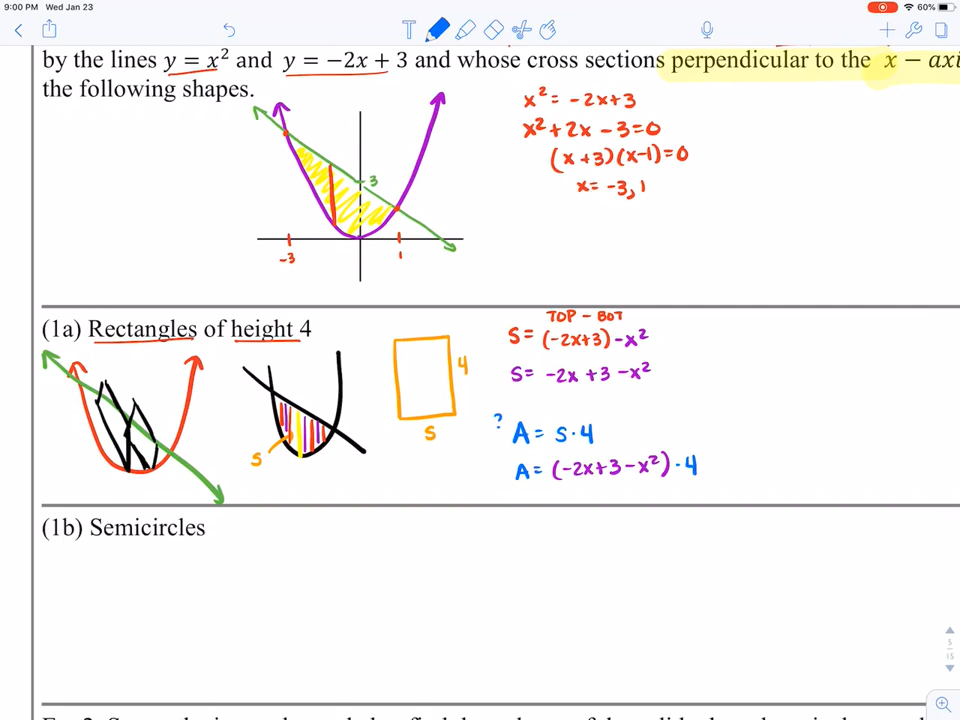 9:00 PM Wed Jan 23
60%
by the lines y = x² and y = −2x + 3 and whose cross sections perpendicular to the x − axi
the following shapes.
x² = -2x+3
x² + 2x - 3 = 0
(x+3)(x-1) = 0
x = -3, 1
3
-3
1
(1a) Rectangles of height 4
TOP - BOT
S = (-2x+3) - x²
S = -2x + 3 - x²
4
S
S
? A = S · 4
A = (-2x+3-x²) · 4
(1b) Semicircles
5
15